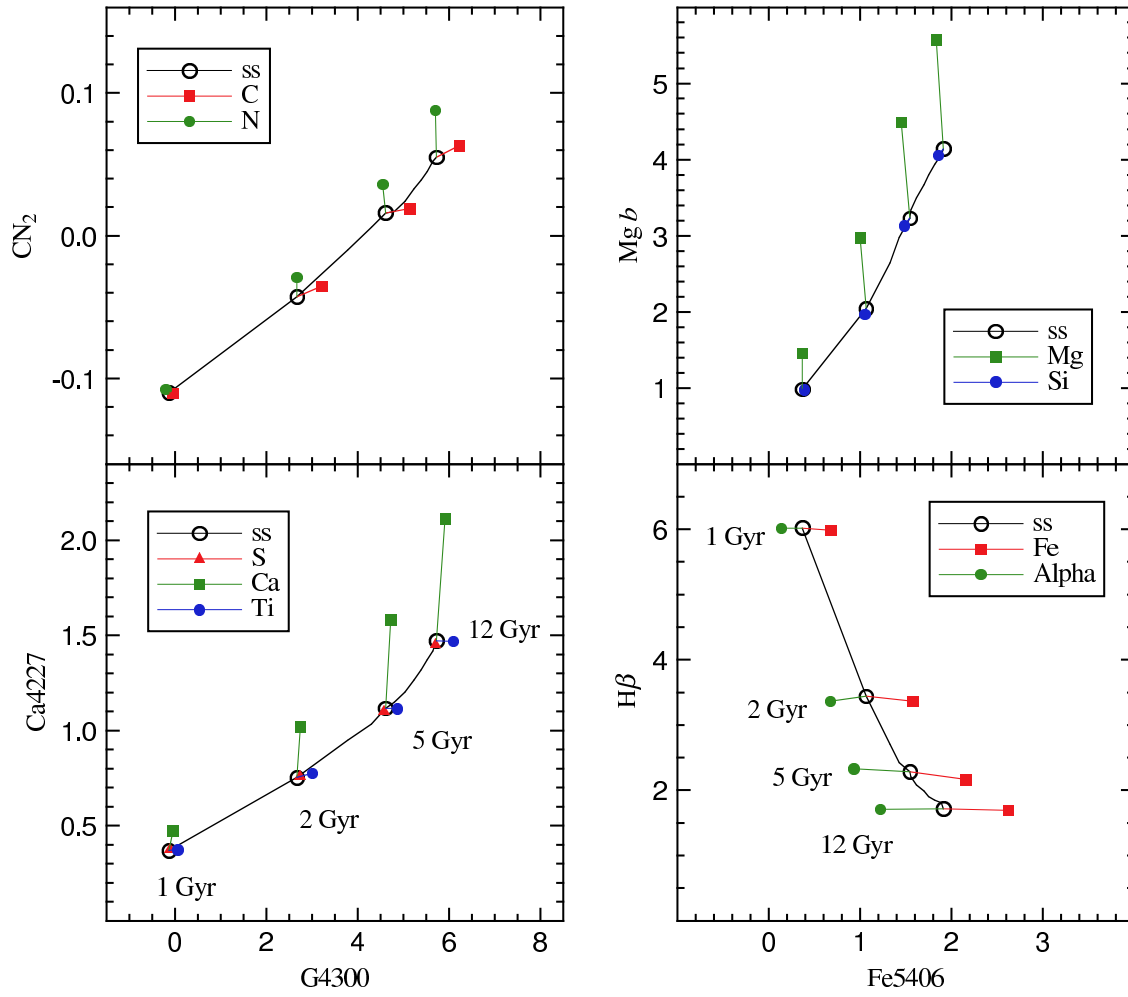 ss
C
N
0.1
0.0
-0.1
CN2
5
4
3
2
1
Mg b
ss
Mg
Si
ss
S
Ca
Ti
2.0
1.5
1.0
0.5
Ca4227
12 Gyr
5 Gyr
2 Gyr
1 Gyr
0 2 4 6 8
G4300
ss
Fe
Alpha
6
4
2
Hβ
1 Gyr
2 Gyr
5 Gyr
12 Gyr
0 1 2 3
Fe5406